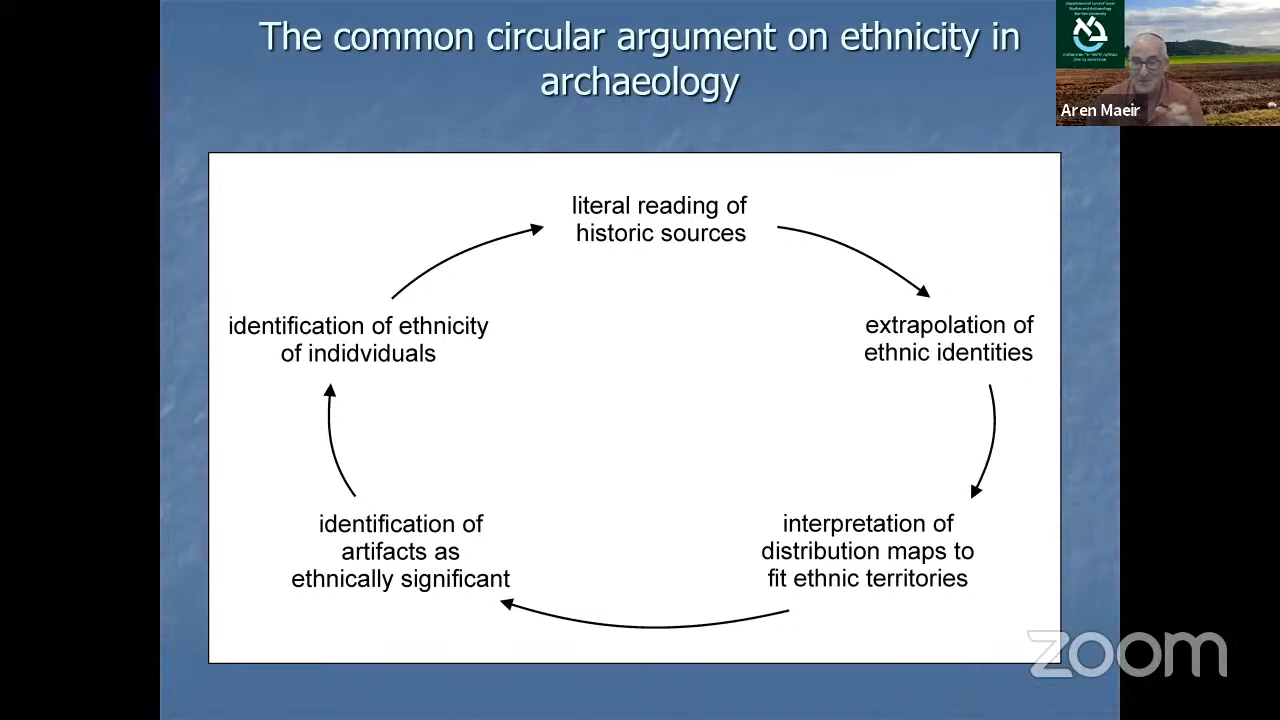 The common circular argument on ethnicity in
archaeology
literal reading of
historic sources
extrapolation of
ethnic identities
interpretation of
distribution maps to
fit ethnic territories
identification of
artifacts as
ethnically significant
identification of ethnicity
of indidviduals
Aren Maeir
zoom